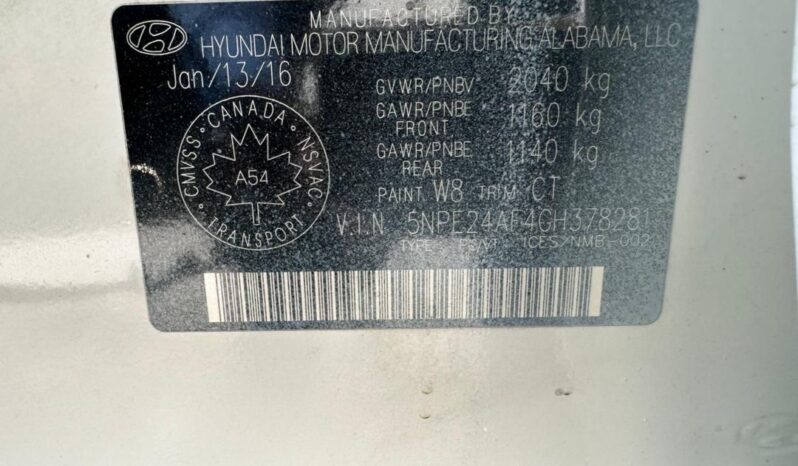 MANUFACTURED BY
HYUNDAI MOTOR MANUFACTURING ALABAMA, LLC
Jan/13/16
GVWR/PNBV 2040 kg
GAWR/PNBE FRONT 1160 kg
GAWR/PNBE REAR 1140 kg
CANADA
CMVSS NSVAC
A54
TRANSPORT
PAINT W8 TRIM CT
V.I.N 5NPE24AF4GH378281
TYPE : PS/VT ICES/NMB-002